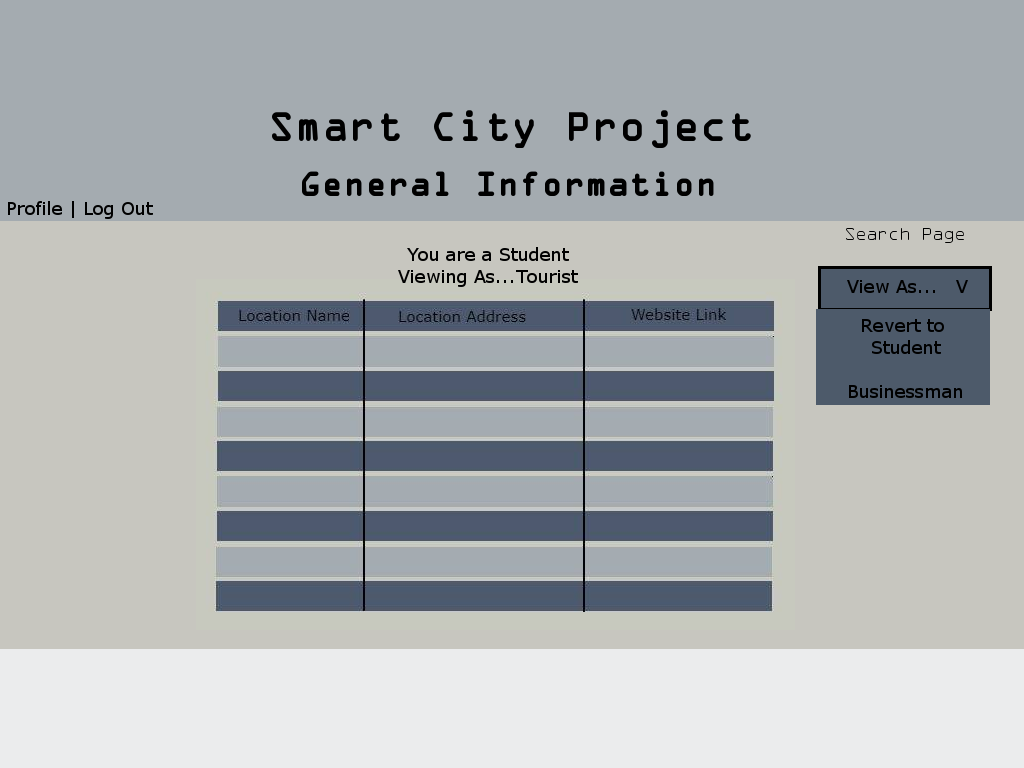 Smart City Project
General Information
Profile | Log Out
Search Page
You are a Student
Viewing As...Tourist
View As... V
Revert to
Student
Businessman
Location Name Location Address Website Link